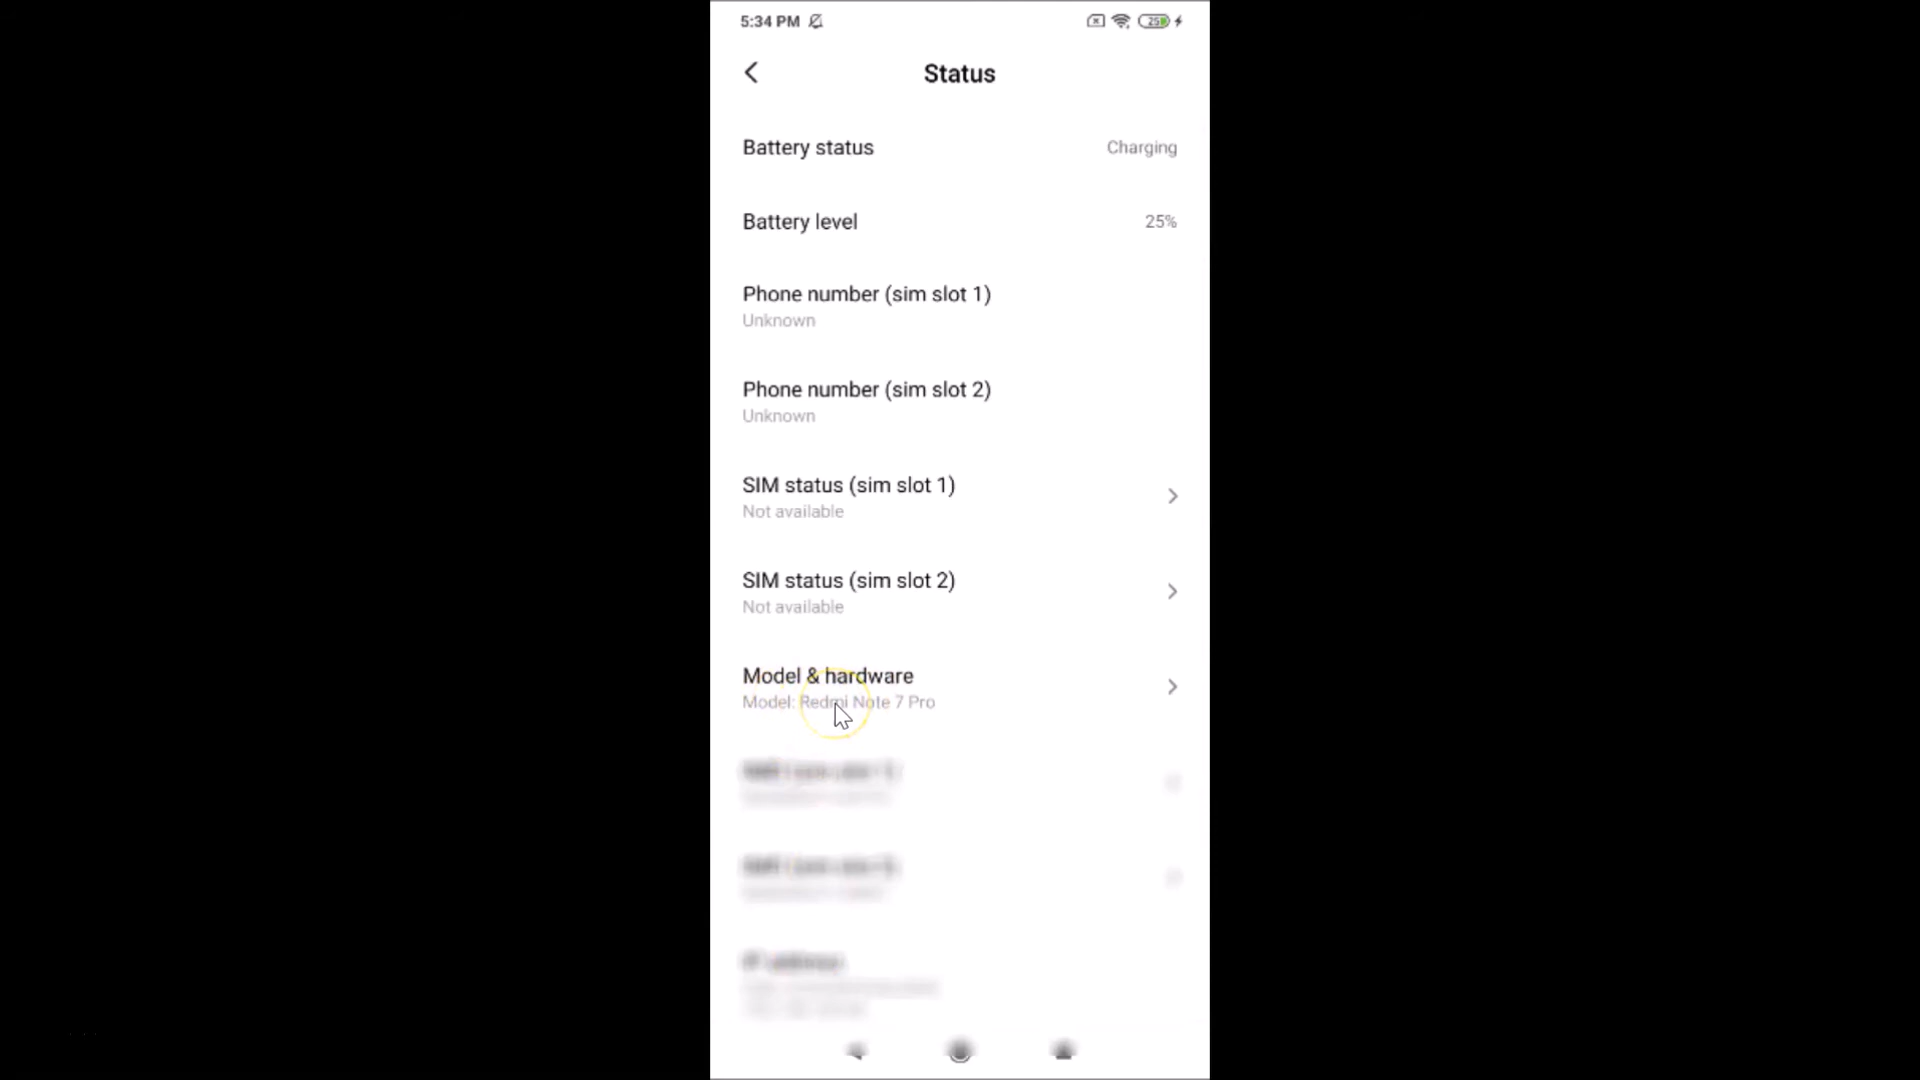 5:34 PM
25
Status
Battery status
Charging
Battery level
25%
Phone number (sim slot 1)
Unknown
Phone number (sim slot 2)
Unknown
SIM status (sim slot 1)
Not available
SIM status (sim slot 2)
Not available
Model & hardware
Model: Redmi Note 7 Pro